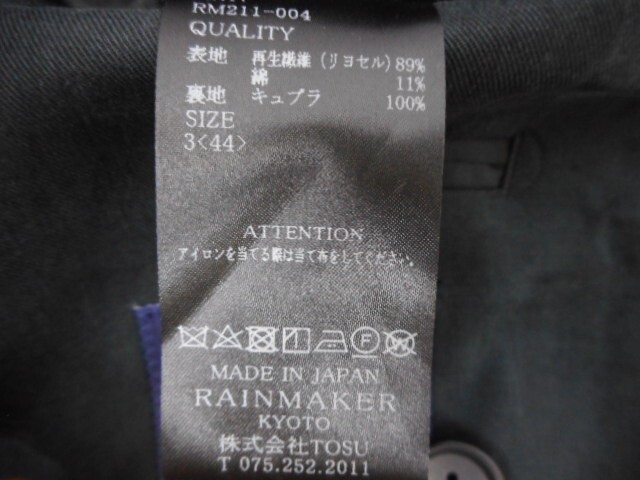 RM211-004
QUALITY
表地 再生繊維 (リヨセル) 89%
綿 11%
裏地 キュプラ 100%
SIZE
3<44>
ATTENTION
アイロンを当てる際は当て布をしてください。
MADE IN JAPAN
RAINMAKER
KYOTO
株式会社TOSU
T 075.252.2011